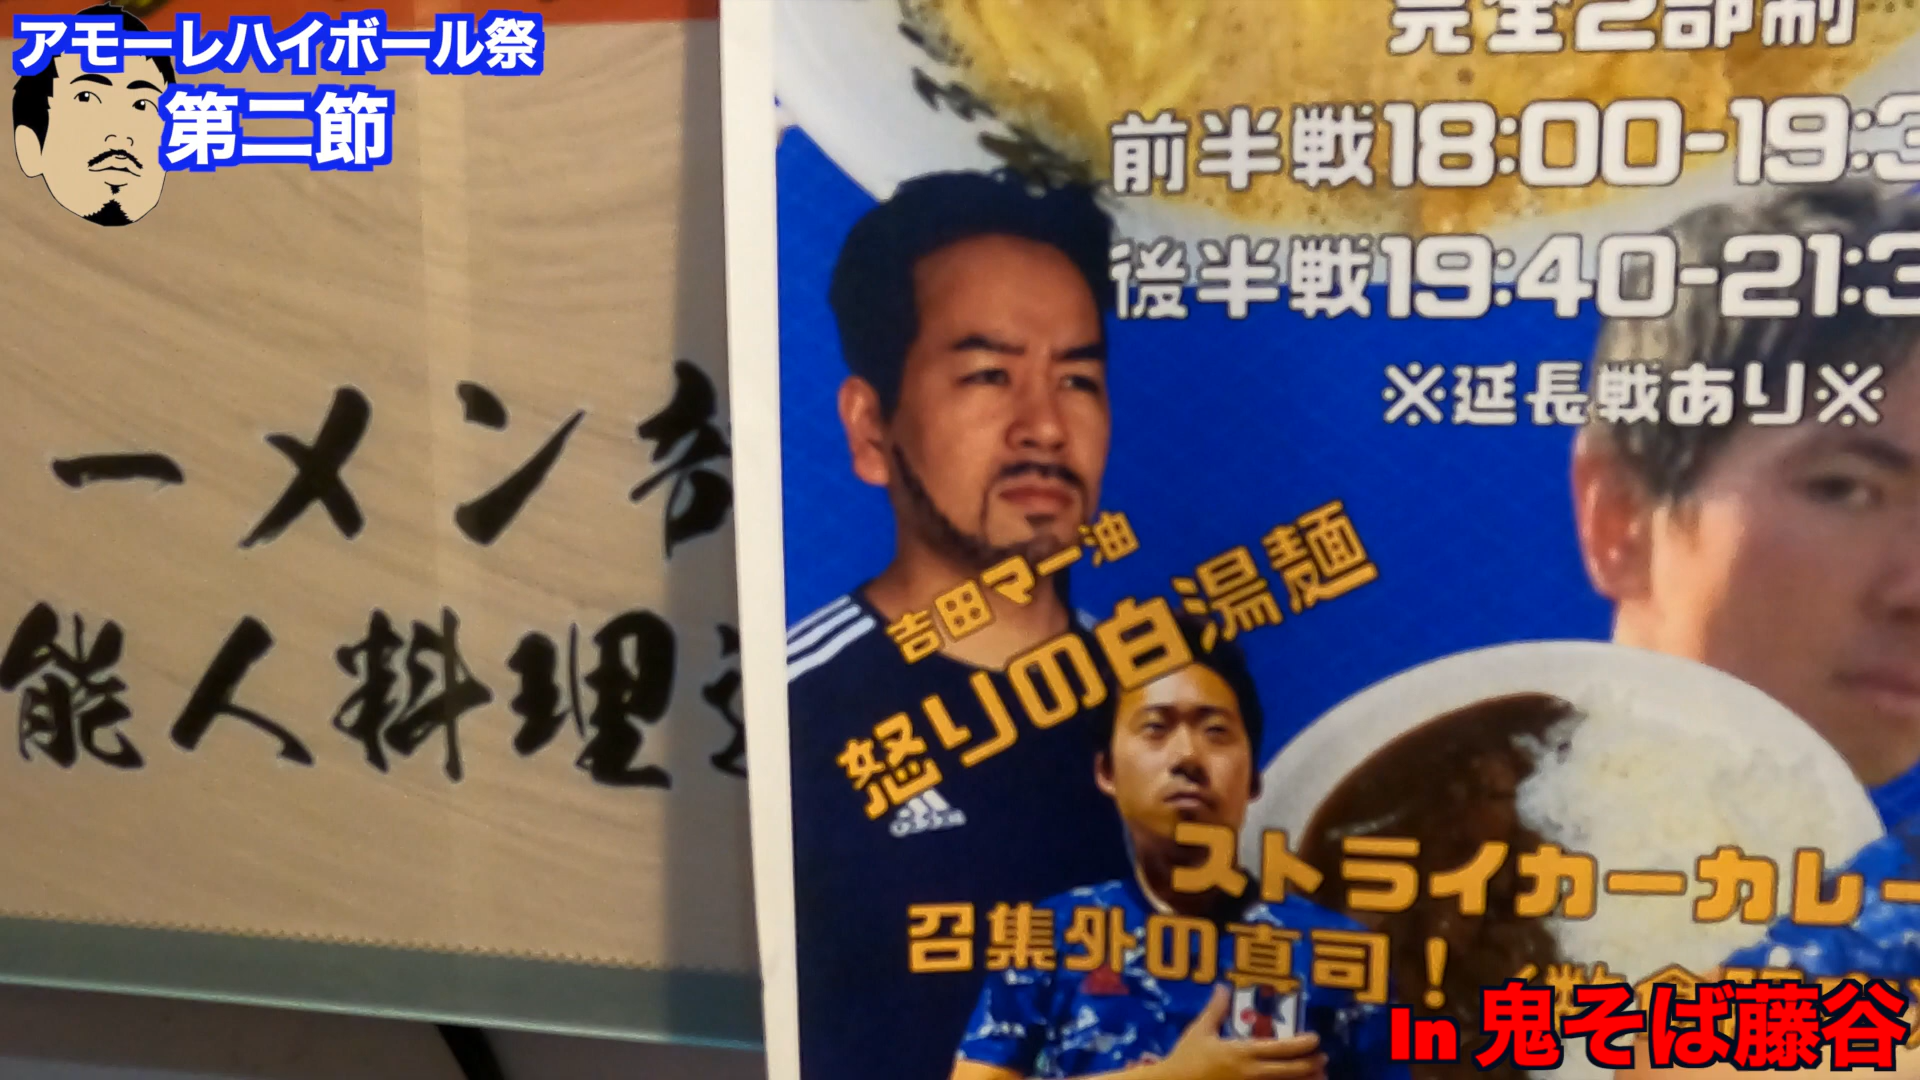 アモーレハイボール祭
第二節
完全2部制
前半戦18:00-19:3
後半戦19:40-21:3
※延長戦あり※
ーメン
能人料理
吉田マー油
怒りの白湯麺
ストライカーカレー
召集外の真司！
In 鬼そば藤谷